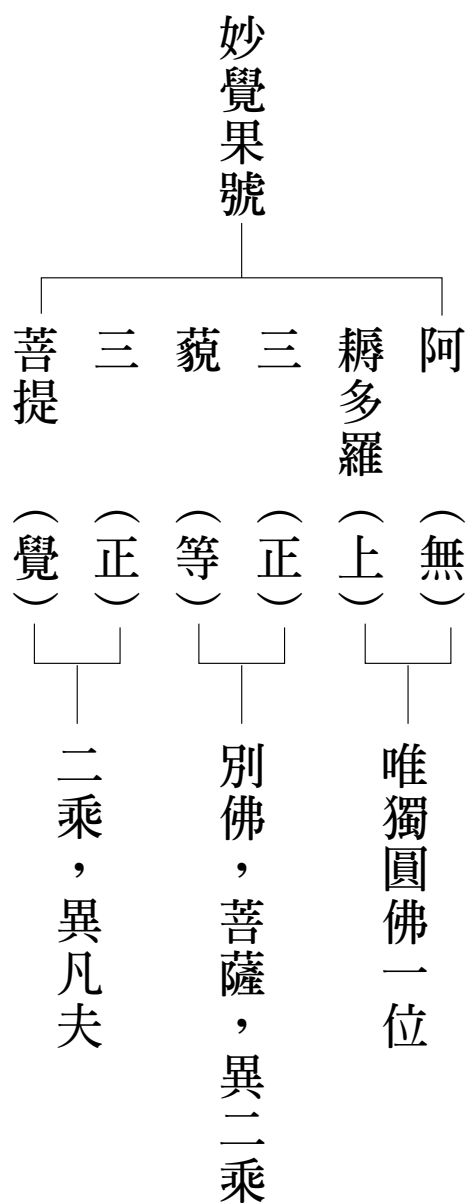 妙覺果號
阿（無）
耨多羅（上）
唯獨圓佛一位
三（正）
藐（等）
別佛，菩薩，異二乘
三（正）
菩提（覺）
二乘，異凡夫